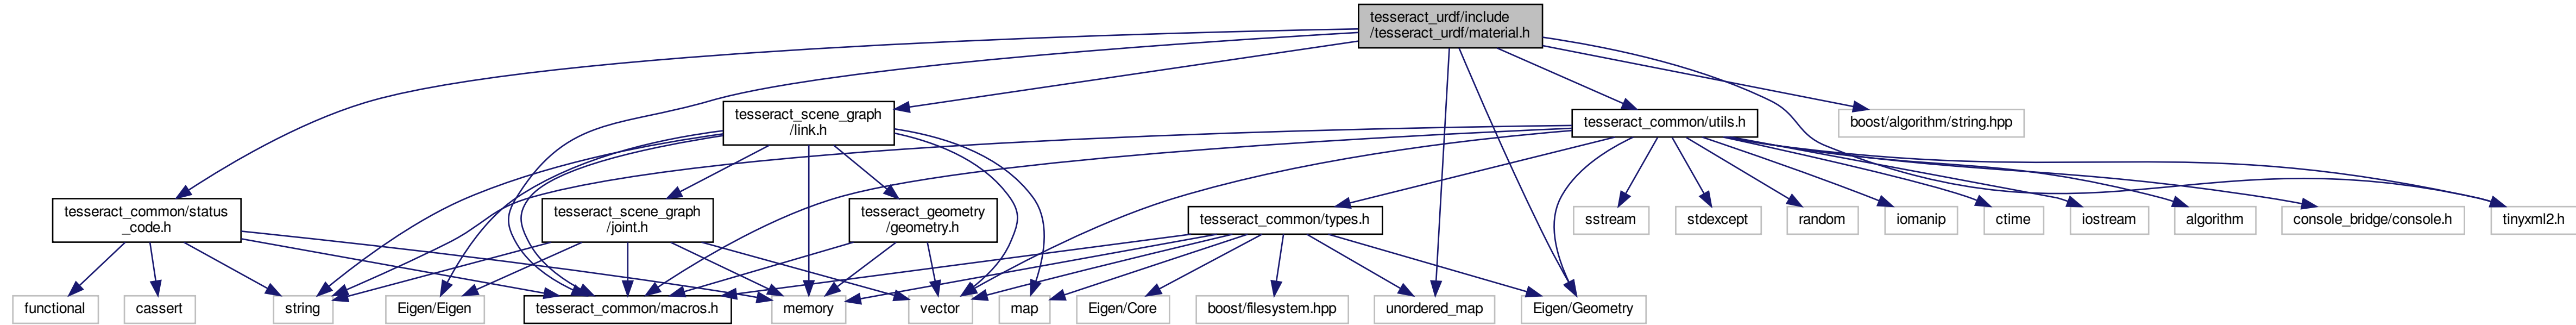 tesseract_urdf/include
/tesseract_urdf/material.h
tesseract_scene_graph
/link.h
tesseract_common/utils.h
boost/algorithm/string.hpp
tesseract_common/status
_code.h
tesseract_scene_graph
/joint.h
tesseract_geometry
/geometry.h
tesseract_common/types.h
sstream
stdexcept
random
iomanip
ctime
iostream
algorithm
console_bridge/console.h
tinyxml2.h
functional
cassert
string
Eigen/Eigen
tesseract_common/macros.h
memory
vector
map
Eigen/Core
boost/filesystem.hpp
unordered_map
Eigen/Geometry